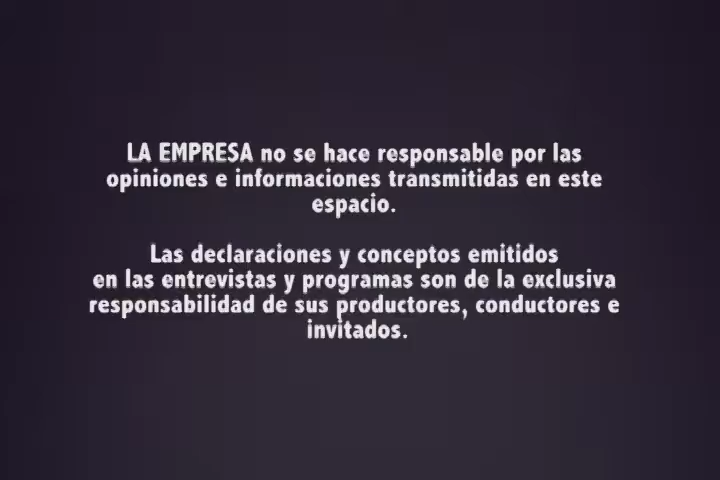 LA EMPRESA no se hace responsable por las
opiniones e informaciones transmitidas en este
espacio.
Las declaraciones y conceptos emitidos
en las entrevistas y programas son de la exclusiva
responsabilidad de sus productores, conductores e
invitados.